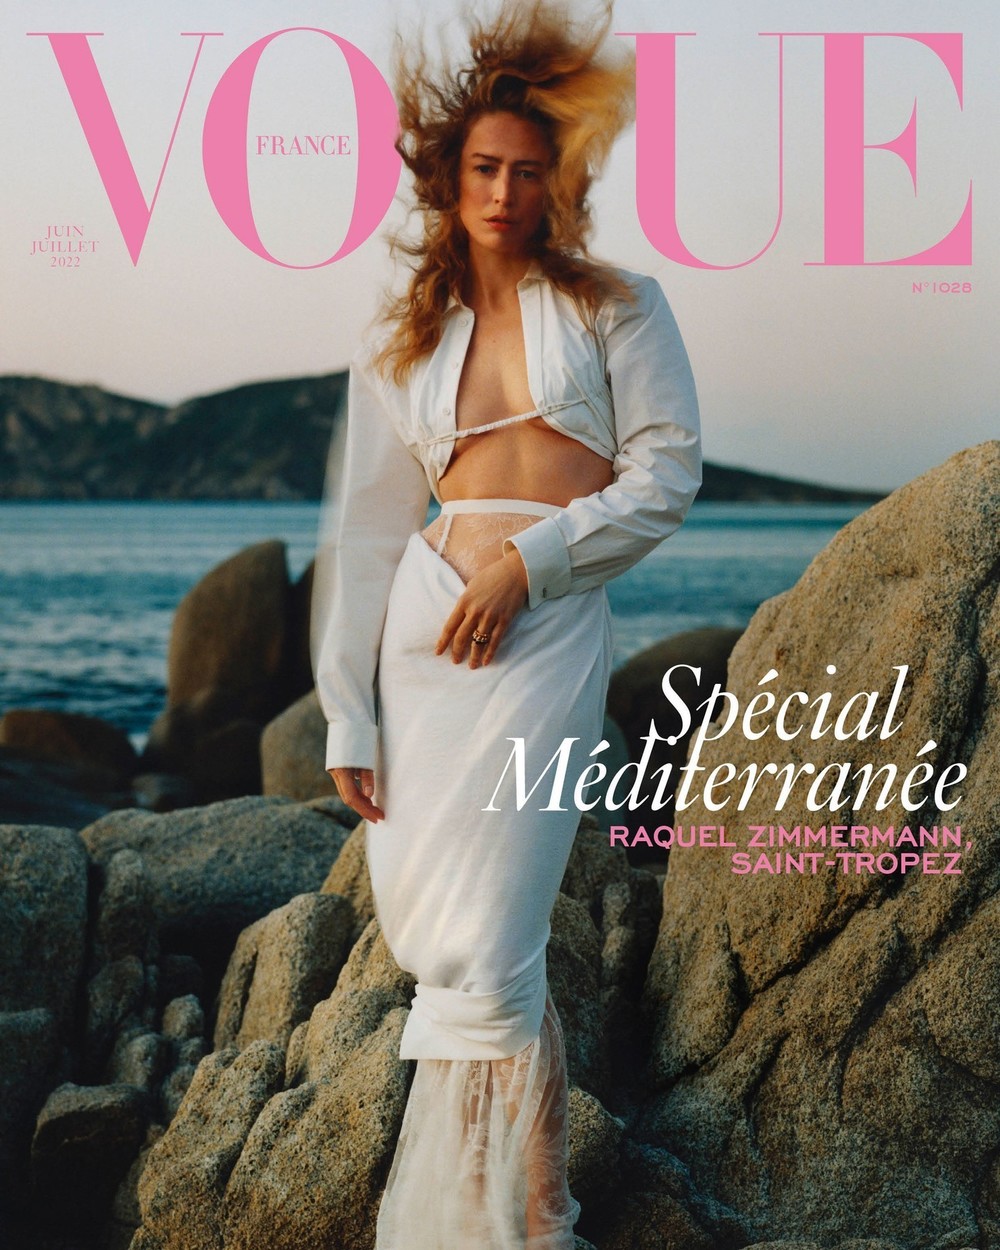 VOGUE
FRANCE
JUIN
JUILLET
2022
N°1028
Spécial
Méditerranée
RAQUEL ZIMMERMANN,
SAINT-TROPEZ